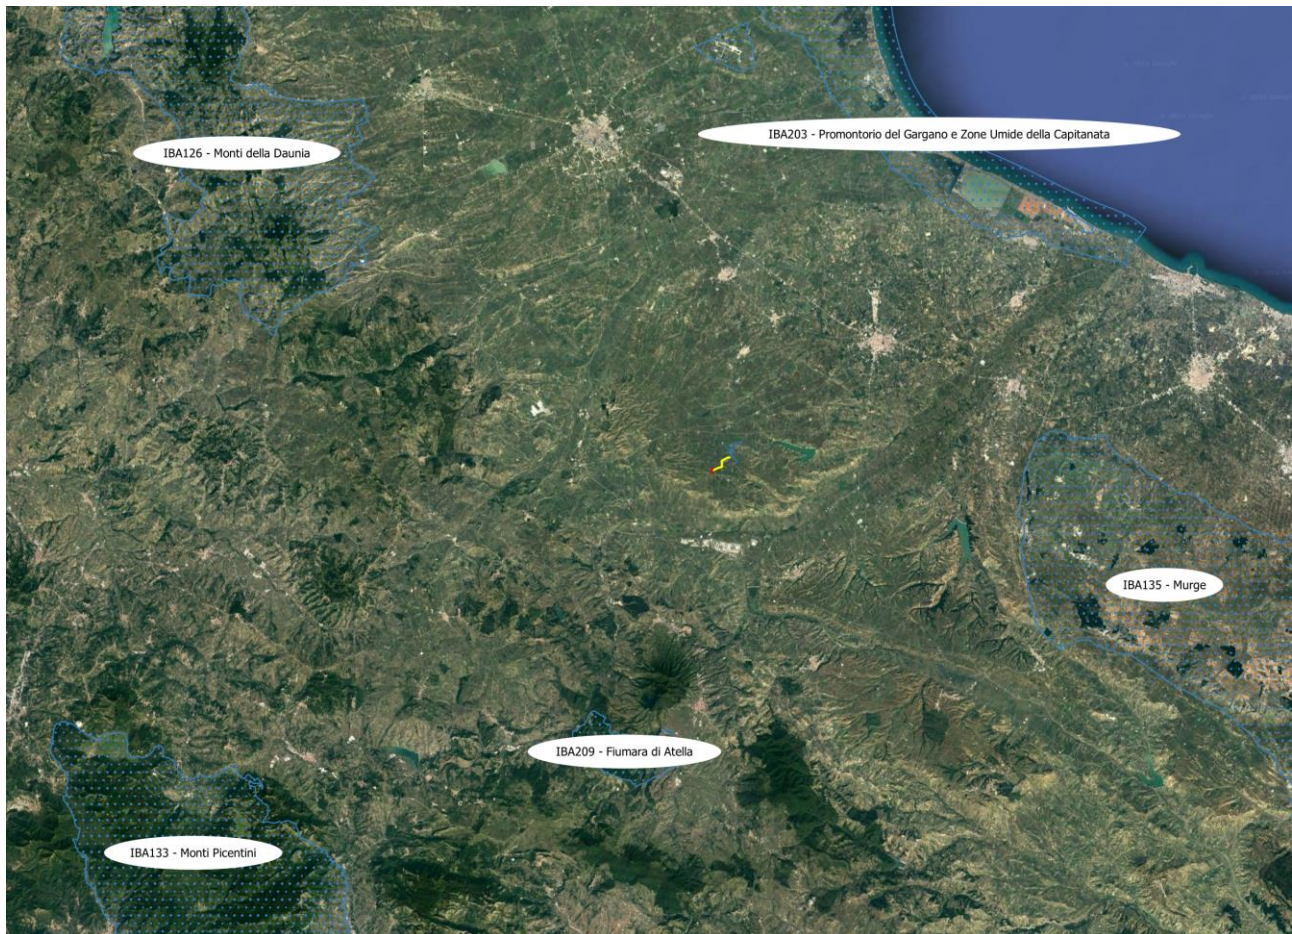 IBA203 - Promontorio del Gargano e Zone Umide della Capitanata
IBA126 - Monti della Daunia
IBA135 - Murge
IBA209 - Fiumara di Atella
IBA133 - Monti Picentini